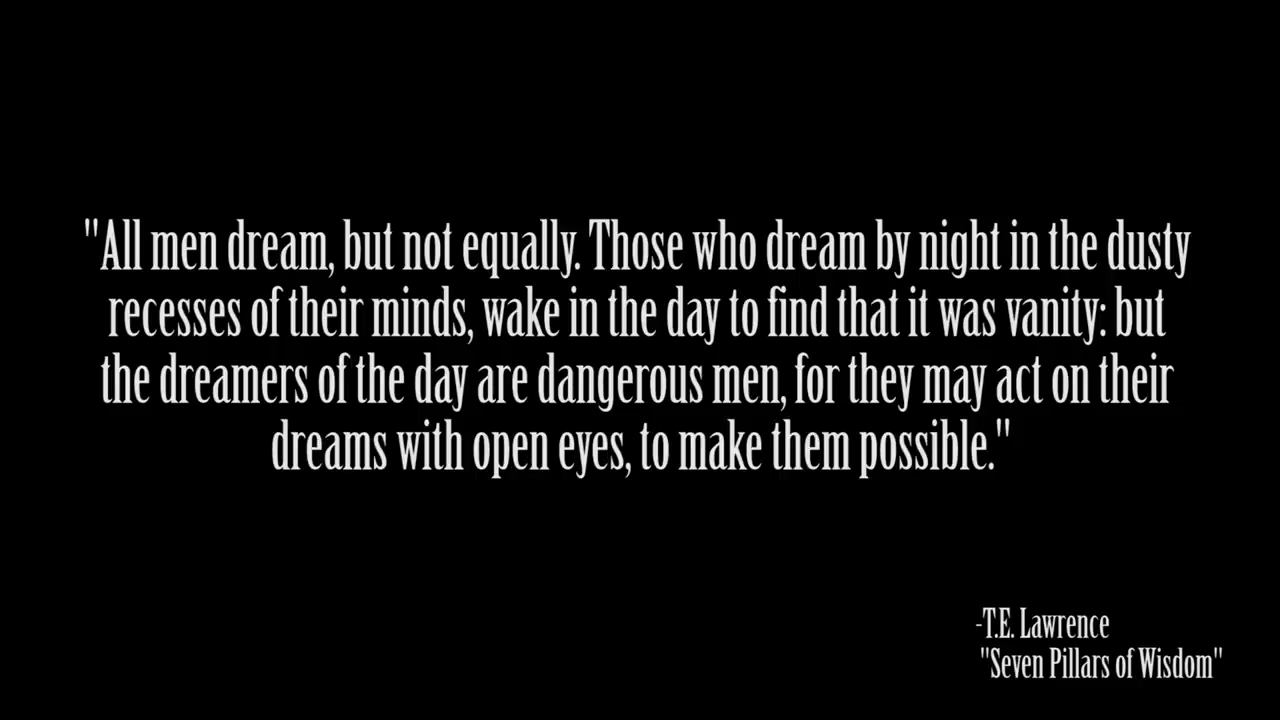 "All men dream, but not equally. Those who dream by night in the dusty
recesses of their minds, wake in the day to find that it was vanity: but
the dreamers of the day are dangerous men, for they may act on their
dreams with open eyes, to make them possible."
-T.E. Lawrence
"Seven Pillars of Wisdom"